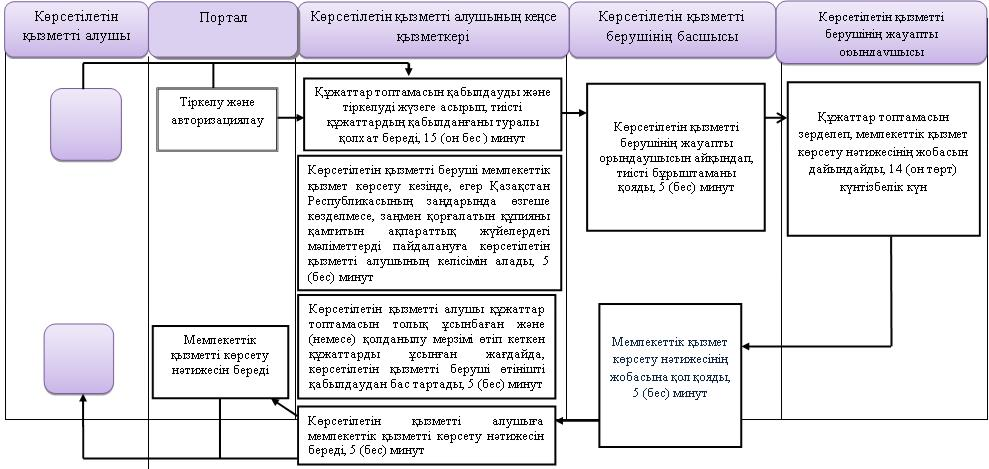 Көрсетілетін
қызметті алушы
Портал
Көрсетілетін қызметті алушының кеңсе
қызметкері
Көрсетілетін қызметті
берушінің басшысы
Көрсетілетін қызметті
берушінің жауапты
орындаушысы
Тіркелу және
авторизациялау
Құжаттар топтамасын қабылдауды және
тіркелуді жүзеге асырып, тиісті
құжаттардың қабылданғаны туралы
қолхат береді, 15 (он бес ) минут
Көрсетілетін қызметті
берушінің жауапты
орындаушысын айқындап,
тиісті бұрыштаманы
қояды, 5 (бес) минут
Құжаттар топтамасын
зерделеп, мемлекеттік қызмет
көрсету нәтижесінің жобасын
дайындайды, 14 (он төрт)
күнтізбелік күн
Көрсетілетін қызметті беруші мемлекеттік
қызмет көрсету кезінде, егер Қазақстан
Республикасының заңдарында өзгеше
көзделмесе, заңмен қорғалатын құпияны
қамтитын ақпараттық жүйелердегі
мәліметтерді пайдалануға көрсетілетін
қызметті алушының келісімін алады, 5
(бес) минут
Көрсетілетін қызметті алушы құжаттар
топтамасын толық ұсынбаған және
(немесе) қолданылу мерзімі өтіп кеткен
құжаттарды ұсынған жағдайда,
көрсетілетін қызметті беруші өтінішті
қабылдаудан бас тартады, 5 (бес) минут
Мемлекеттік
қызметті көрсету
нәтижесін береді
Мемлекеттік қызмет
көрсету нәтижесінің
жобасына қол қояды,
5 (бес) минут
Көрсетілетін қызметті алушыға
мемлекеттік қызметті көрсету нәтижесін
береді, 5 (бес) минут